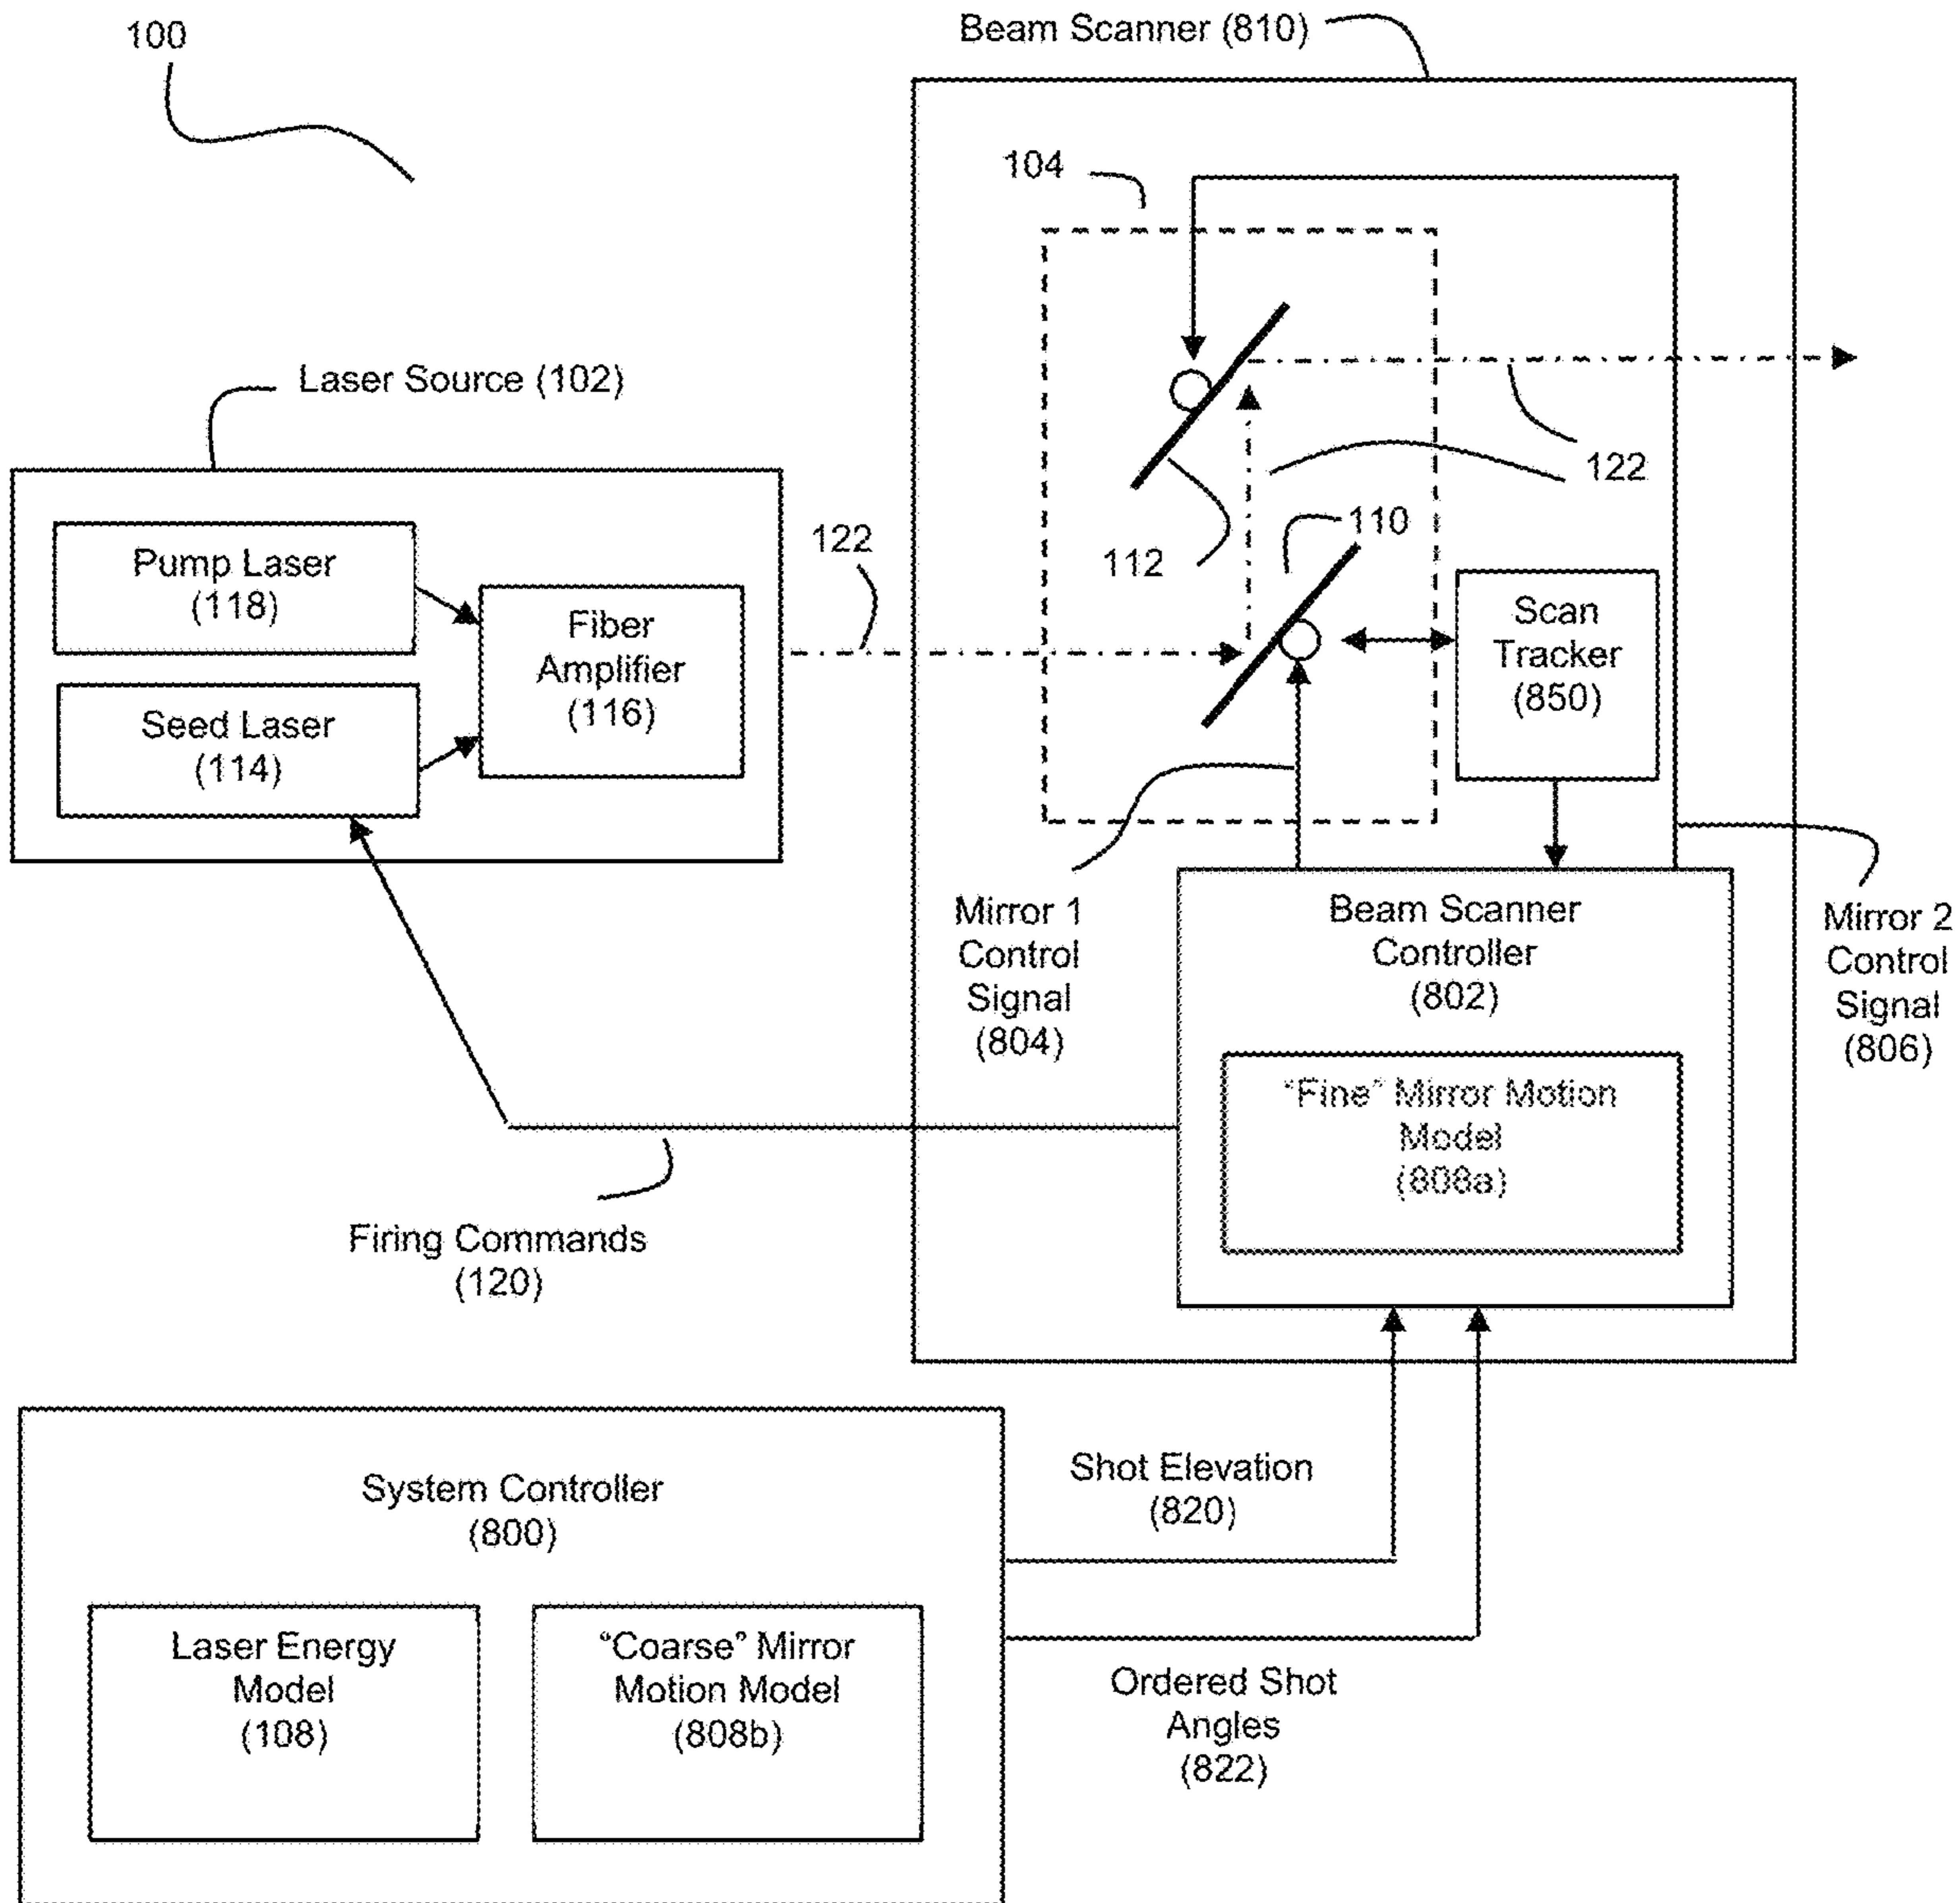 100
Beam Scanner (810)
104
Laser Source (102)
Pump Laser
(118)
Seed Laser
(114)
Fiber
Amplifier
(116)
122
122
112
110
Scan
Tracker
(850)
Mirror 1
Control
Signal
(804)
Beam Scanner
Controller
(802)
"Fine" Mirror Motion
Model
(808a)
Mirror 2
Control
Signal
(806)
Firing Commands
(120)
System Controller
(800)
Laser Energy
Model
(108)
"Coarse" Mirror
Motion Model
(808b)
Shot Elevation
(820)
Ordered Shot
Angles
(822)